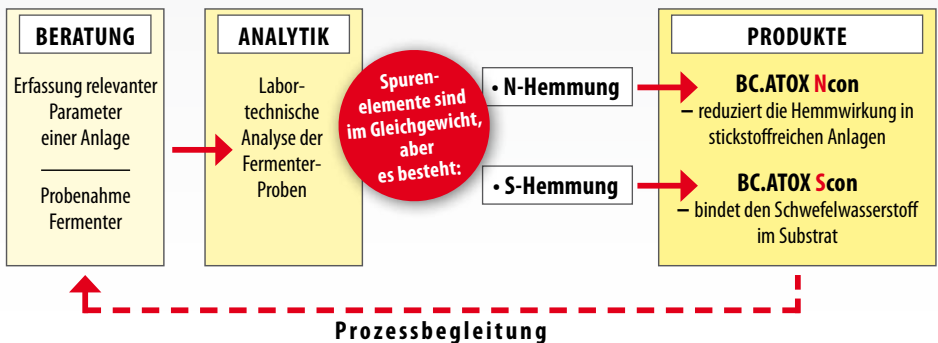 BERATUNG
Erfassung relevanter
Parameter
einer Anlage
Probenahme
Fermenter
ANALYTIK
Labor-
technische
Analyse der
Fermenter-
Proben
Spuren-
elemente sind
im Gleichgewicht,
aber
es besteht:
• N-Hemmung
• S-Hemmung
PRODUKTE
BC.ATOX Ncon
– reduziert die Hemmwirkung in
stickstoffreichen Anlagen
BC.ATOX Scon
– bindet den Schwefelwasserstoff
im Substrat
Prozessbegleitung